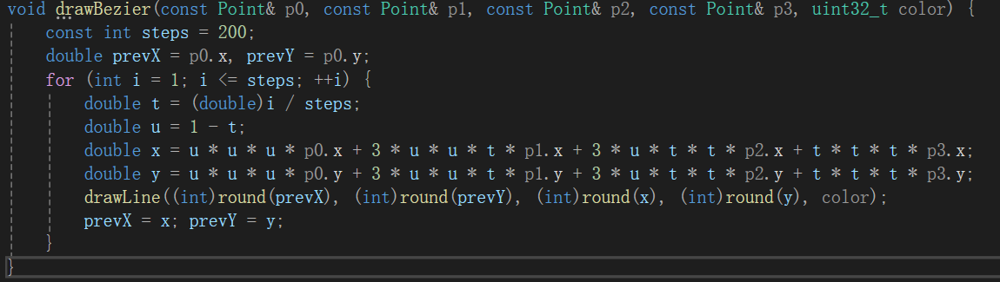 void drawBezier(const Point& p0, const Point& p1, const Point& p2, const Point& p3, uint32_t color) {
    const int steps = 200;
    double prevX = p0.x, prevY = p0.y;
    for (int i = 1; i <= steps; ++i) {
        double t = (double)i / steps;
        double u = 1 - t;
        double x = u * u * u * p0.x + 3 * u * u * t * p1.x + 3 * u * t * t * p2.x + t * t * t * p3.x;
        double y = u * u * u * p0.y + 3 * u * u * t * p1.y + 3 * u * t * t * p2.y + t * t * t * p3.y;
        drawLine((int)round(prevX), (int)round(prevY), (int)round(x), (int)round(y), color);
        prevX = x; prevY = y;
    }
}